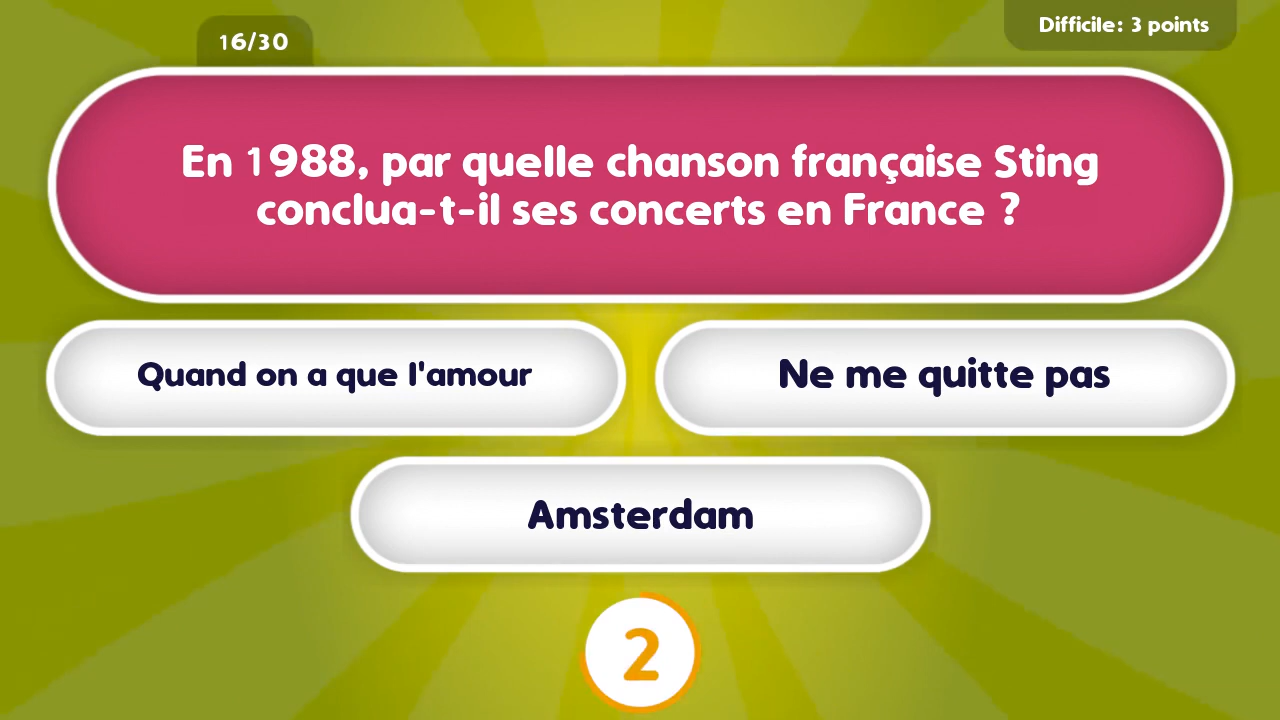 16/30
Difficile: 3 points
En 1988, par quelle chanson française Sting
conclua-t-il ses concerts en France ?
Quand on a que l'amour
Ne me quitte pas
Amsterdam
2